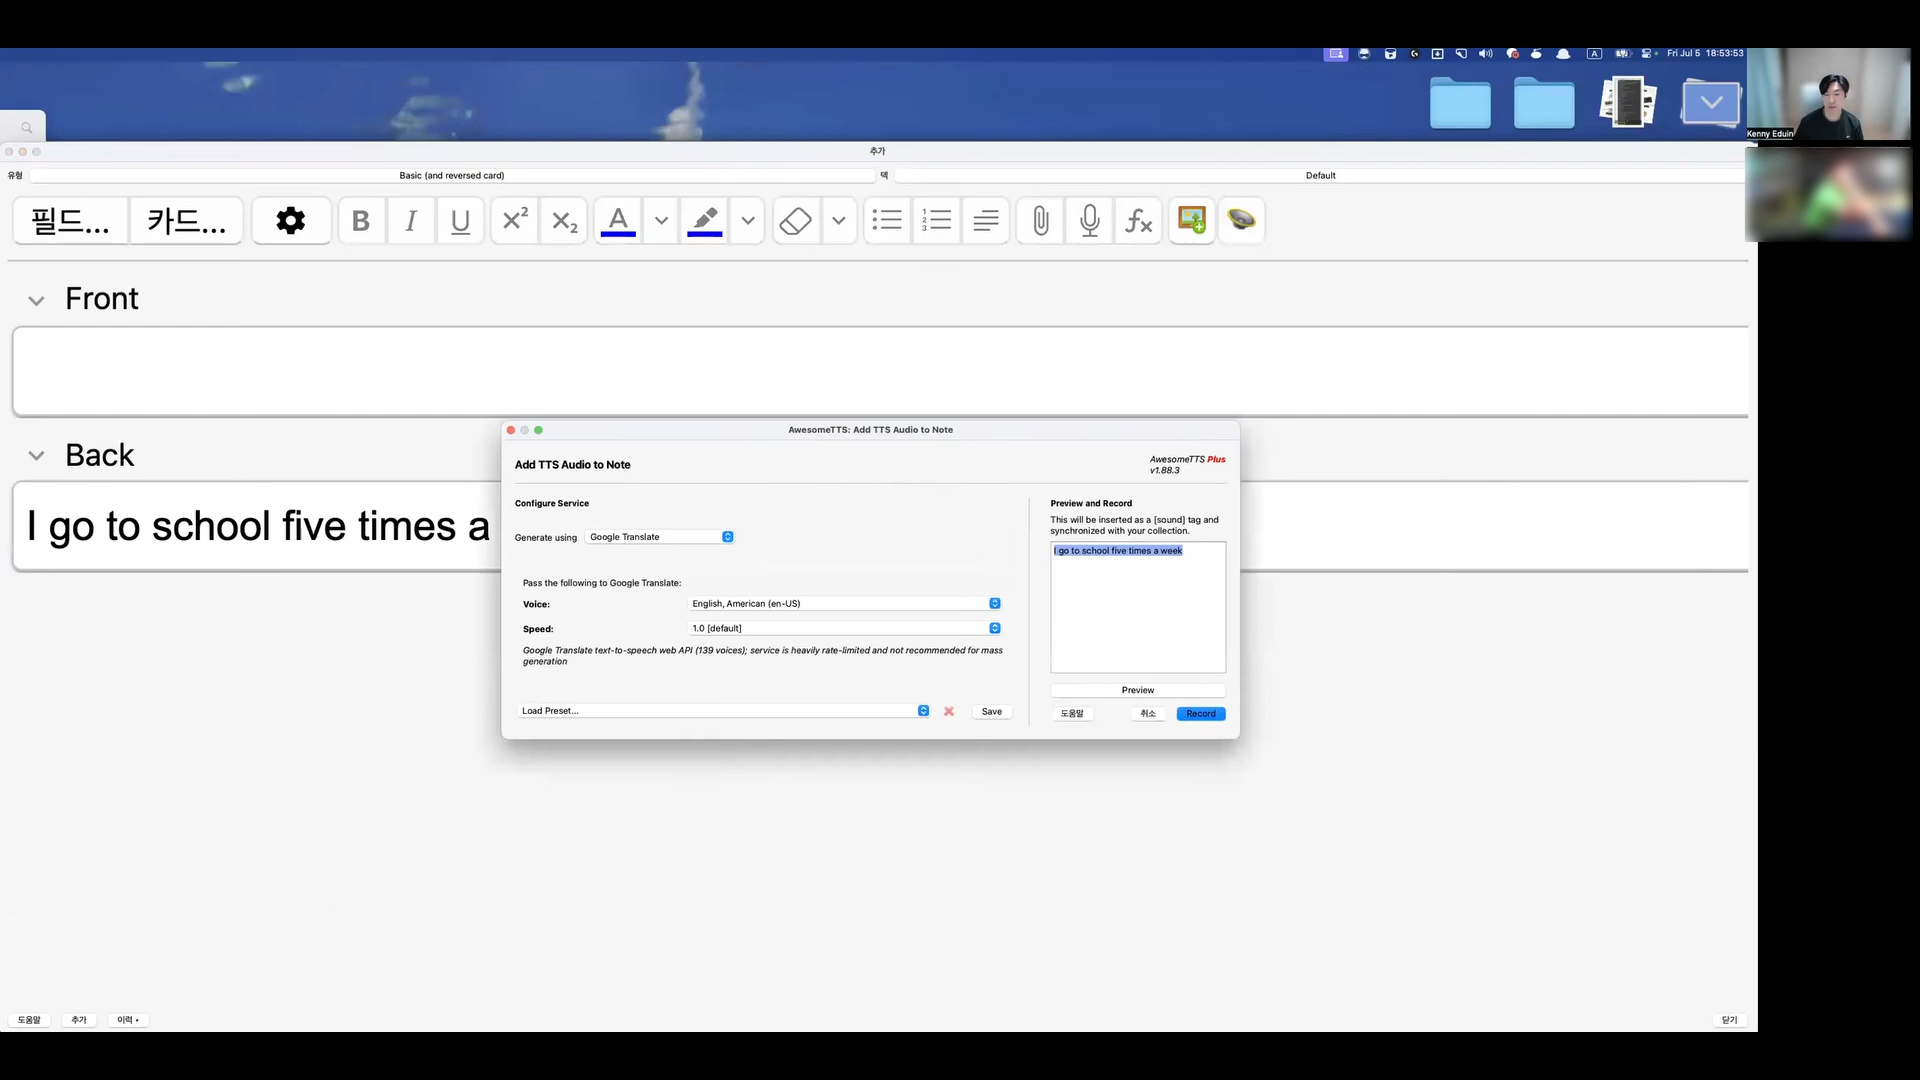 A
Fri Jul 5 18:53:53
Kenny Eduin
추가
유형
Basic (and reversed card)
덱
Default
필드...
카드...
B I U X² X₂ A fx
Front
Back
I go to school five times a
AwesomeTTS: Add TTS Audio to Note
Add TTS Audio to Note
AwesomeTTS Plus
v1.88.3
Configure Service
Generate using
Google Translate
Pass the following to Google Translate:
Voice:
English, American (en-US)
Speed:
1.0 [default]
Google Translate text-to-speech web API (139 voices); service is heavily rate-limited and not recommended for mass
generation
Load Preset...
Save
Preview and Record
This will be inserted as a [sound] tag and
synchronized with your collection.
I go to school five times a week
Preview
도움말
취소
Record
도움말
추가
이력
닫기